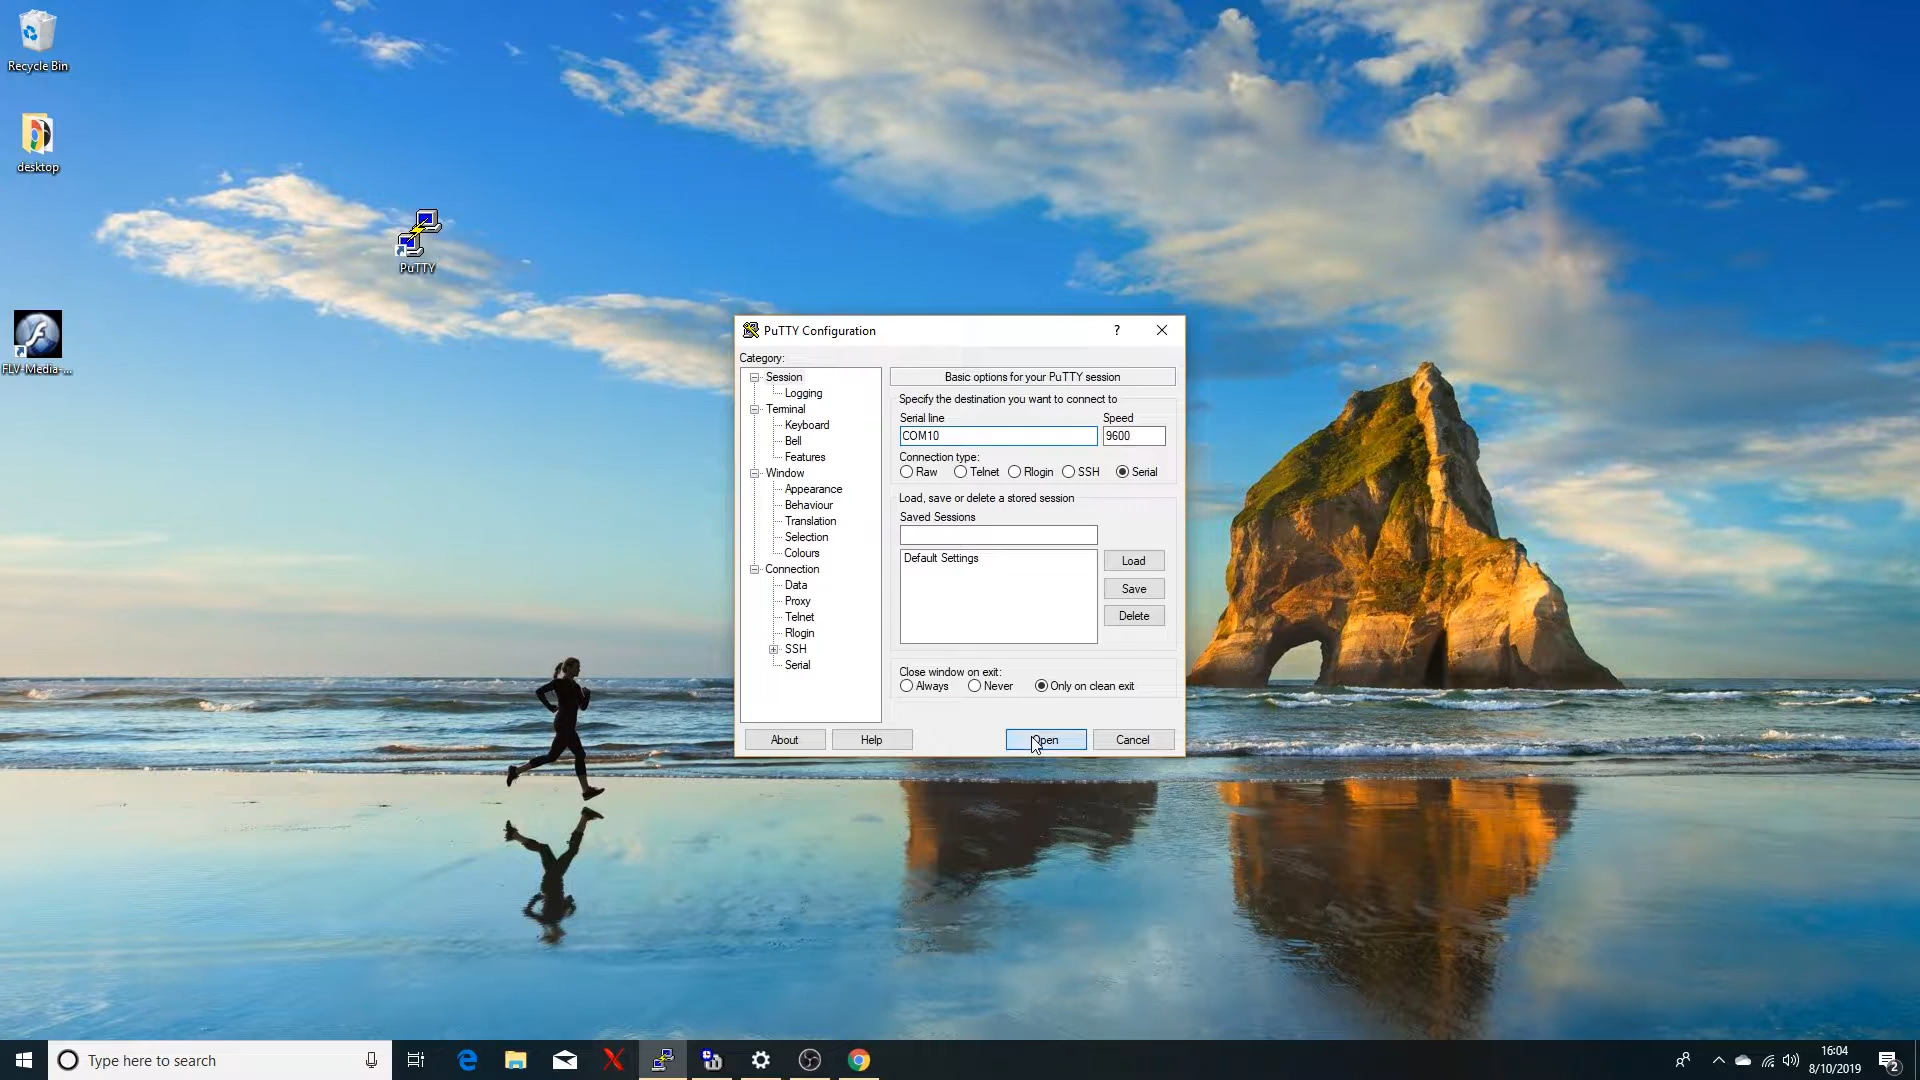 Recycle Bin
desktop
PuTTY
FLV-Media-...
PuTTY Configuration
?
Category:
Session
Logging
Terminal
Keyboard
Bell
Features
Window
Appearance
Behaviour
Translation
Selection
Colours
Connection
Data
Proxy
Telnet
Rlogin
SSH
Serial
Basic options for your PuTTY session
Specify the destination you want to connect to
Serial line Speed
COM10 9600
Connection type:
Raw Telnet Rlogin SSH Serial
Load, save or delete a stored session
Saved Sessions
Default Settings
Load
Save
Delete
Close window on exit:
Always Never Only on clean exit
About Help Open Cancel
Type here to search
16:04
8/10/2019
2